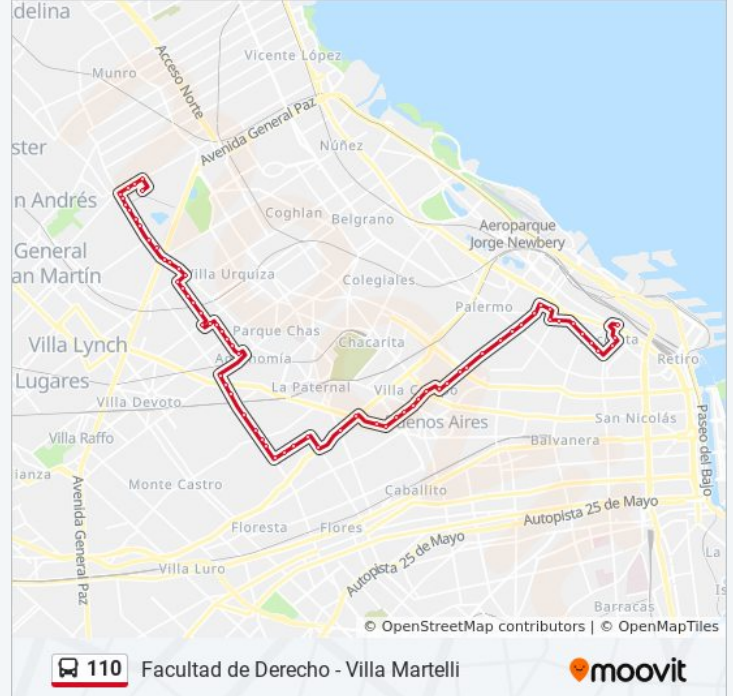 delina
Vicente López
Munro
Acceso Norte
Avenida General Paz
ster
Núñez
n Andrés
Coghlan
Belgrano
Aeroparque
Jorge Newbery
General
an Martín
Villa Urquiza
Colegiales
Palermo
Parque Chas
Chacarita
Retiro
Villa Lynch
Agronomía
Lugares
La Paternal
Villa C
Villa Devoto
San Nicolás
Buenos Aires
Villa Raffo
Balvanera
Paseo del Bajo
ianza
Monte Castro
Caballito
Avenida General Paz
Autopista 25 de Mayo
Floresta
Flores
Autopista 25 de Mayo
La
Villa Luro
Is
Barracas
© OpenStreetMap contributors | © OpenMapTiles
110 Facultad de Derecho - Villa Martelli
moovit